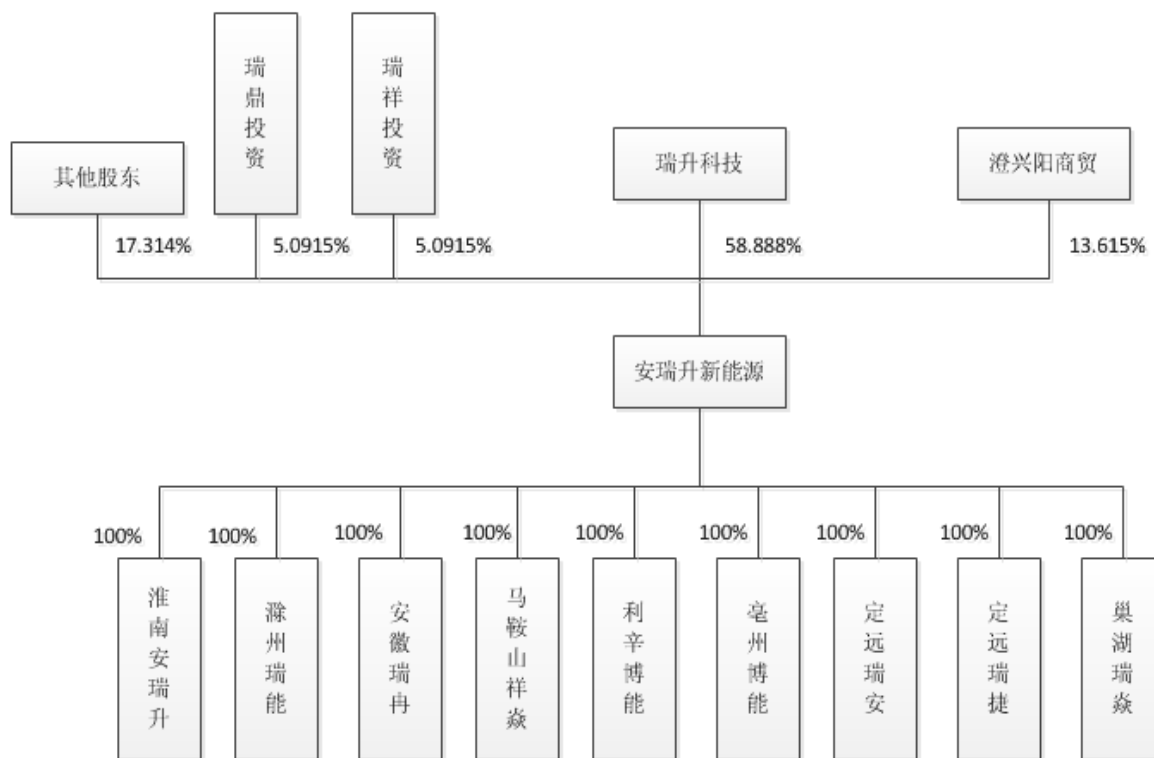 瑞鼎投资
瑞祥投资
其他股东
瑞升科技
澄兴阳商贸
17.314%
5.0915%
5.0915%
58.888%
13.615%
安瑞升新能源
100%
100%
100%
100%
100%
100%
100%
100%
100%
淮南安瑞升
滁州瑞能
安徽瑞冉
马鞍山祥焱
利辛博能
亳州博能
定远瑞安
定远瑞捷
巢湖瑞焱